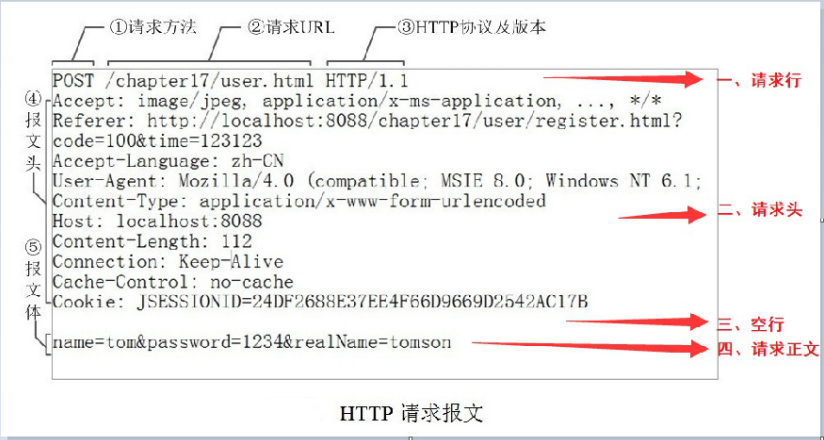 ①请求方法 ②请求URL ③HTTP协议及版本
POST /chapter17/user.html HTTP/1.1
一、请求行
④报文头
Accept: image/jpeg, application/x-ms-application, ..., */*
Referer: http://localhost:8088/chapter17/user/register.html?
code=100&time=123123
Accept-Language: zh-CN
User-Agent: Mozilla/4.0 (compatible; MSIE 8.0; Windows NT 6.1;
Content-Type: application/x-www-form-urlencoded
二、请求头
Host: localhost:8088
Content-Length: 112
Connection: Keep-Alive
Cache-Control: no-cache
Cookie: JSESSIONID=24DF2688E37EE4F66D9669D2542AC17B
三、空行
⑤报文体
name=tom&password=1234&realName=tomson
四、请求正文
HTTP 请求报文